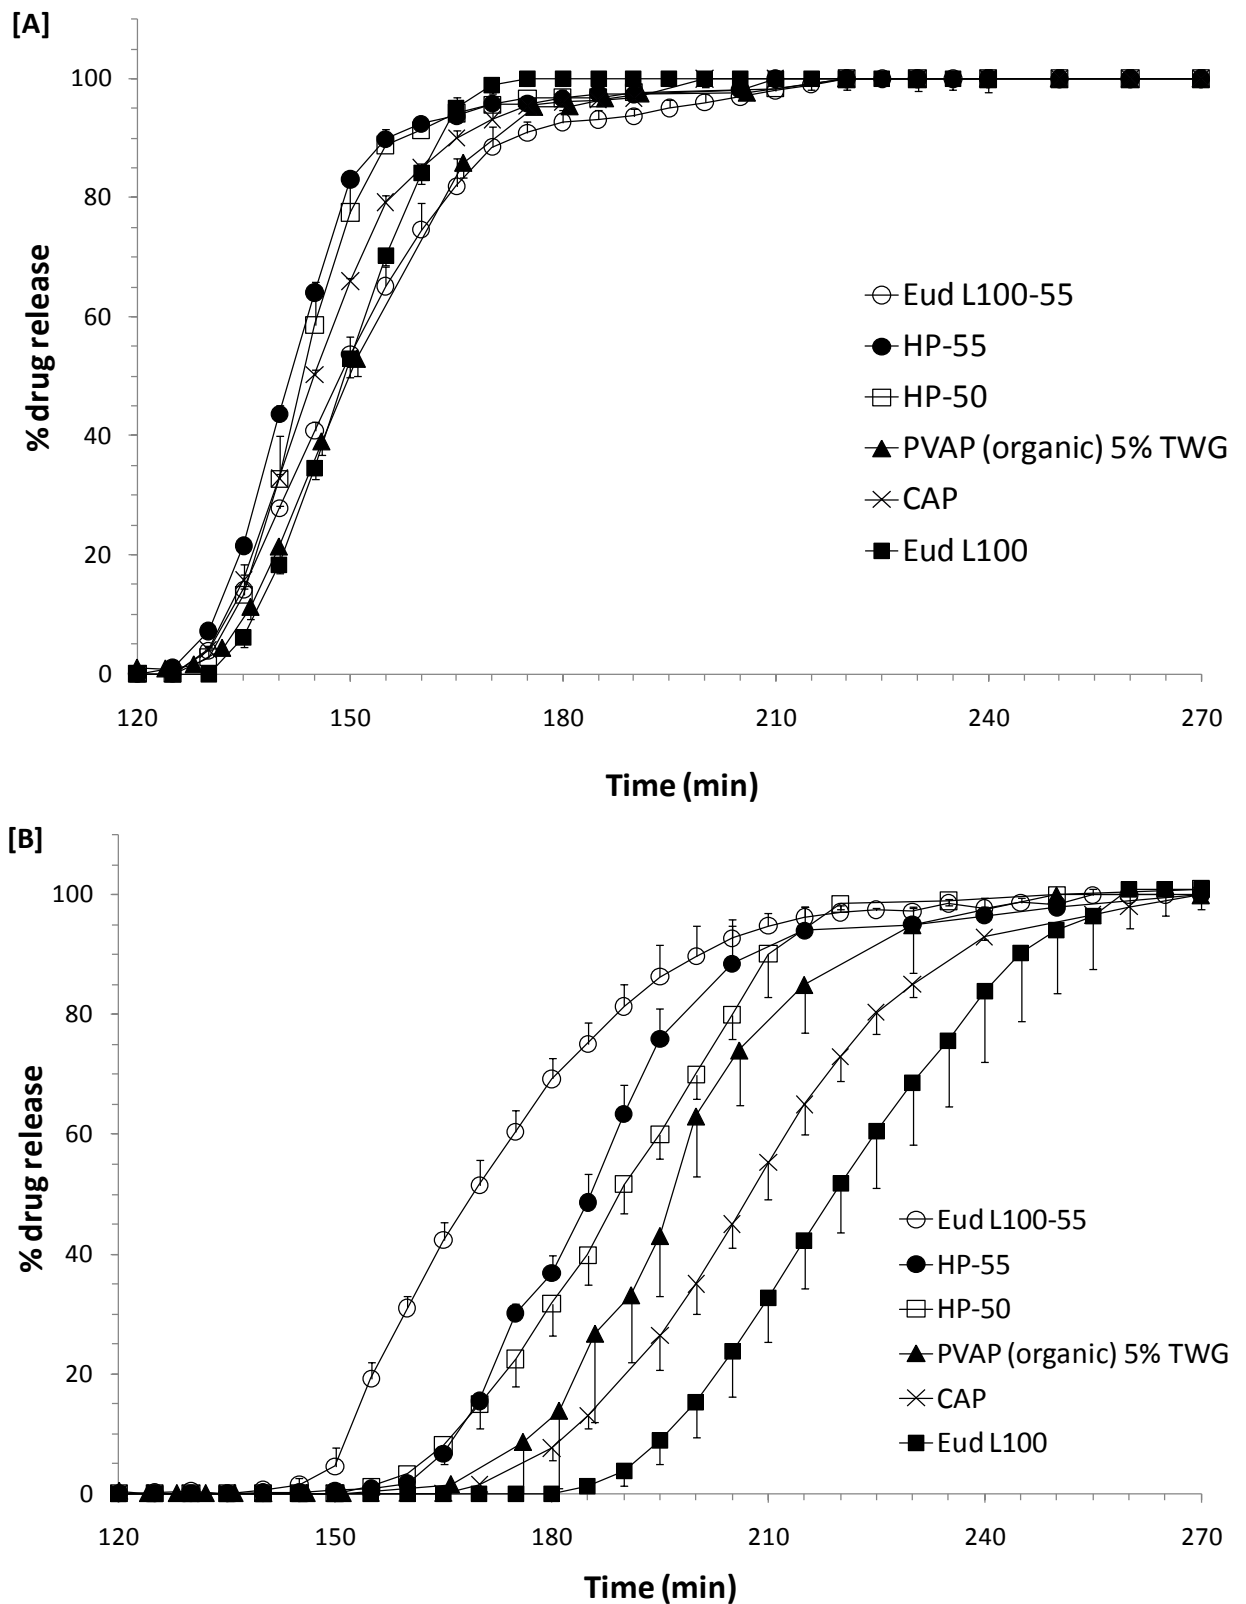 [A]
100
80
60
40
20
0
% drug release
Eud L100-55
HP-55
HP-50
PVAP (organic) 5% TWG
CAP
Eud L100
120 150 180 210 240 270
Time (min)
[B]
100
80
60
40
20
0
% drug release
Eud L100-55
HP-55
HP-50
PVAP (organic) 5% TWG
CAP
Eud L100
120 150 180 210 240 270
Time (min)